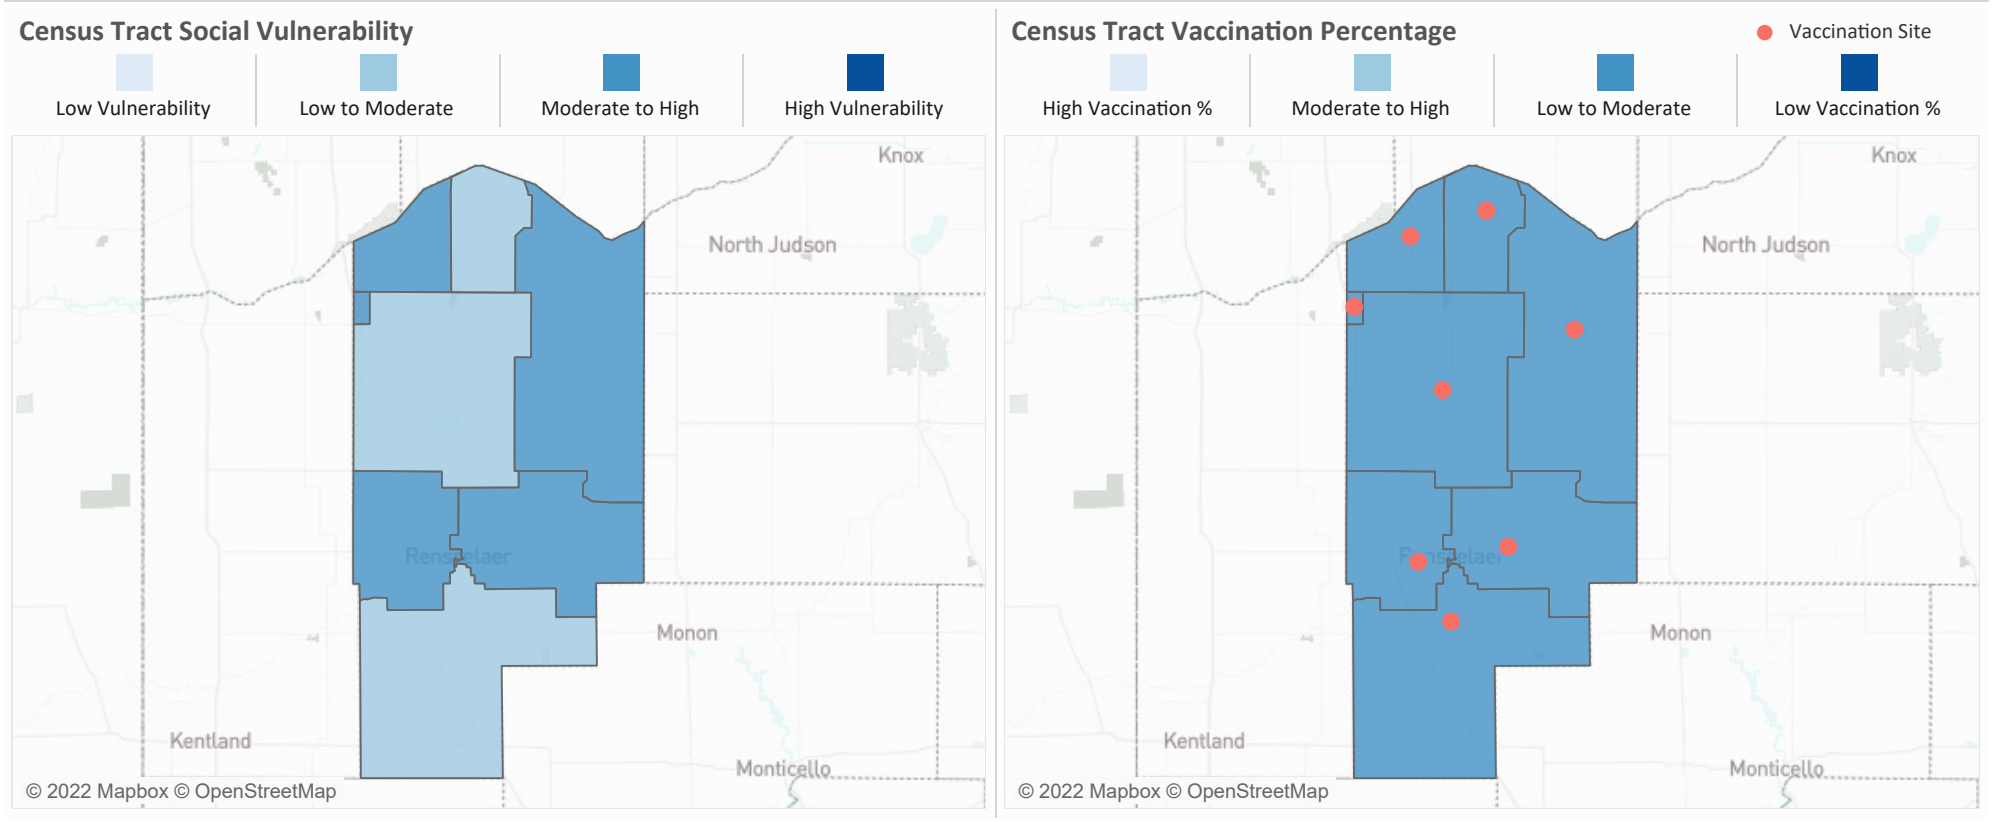 Census Tract Social Vulnerability
Low Vulnerability
Low to Moderate
Moderate to High
High Vulnerability
Knox
North Judson
Rensselaer
Monon
Kentland
Monticello
© 2022 Mapbox © OpenStreetMap
Census Tract Vaccination Percentage
Vaccination Site
High Vaccination %
Moderate to High
Low to Moderate
Low Vaccination %
Knox
North Judson
Rensselaer
Monon
Kentland
Monticello
© 2022 Mapbox © OpenStreetMap